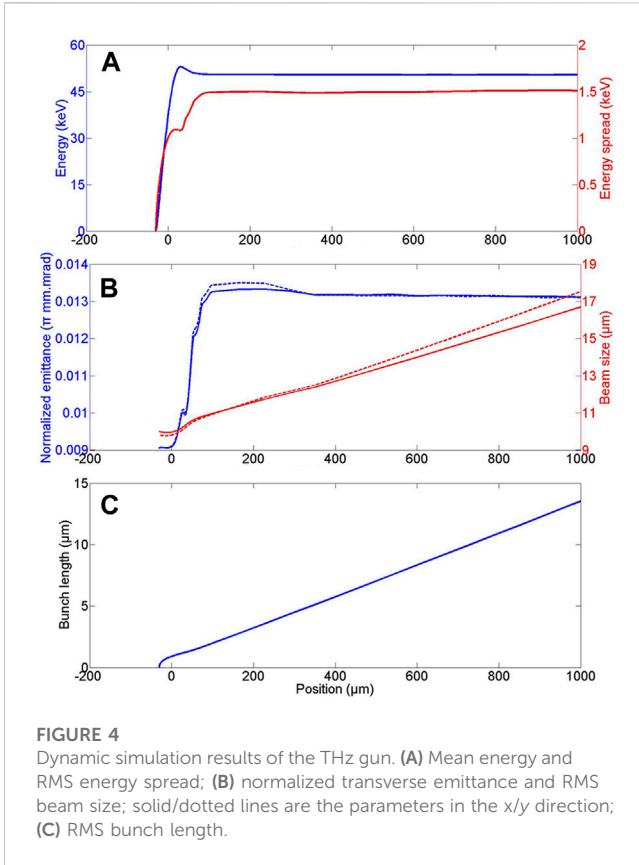 A
Energy (keV)
60
45
30
15
0
Energy spread (keV)
2
1.5
1
0.5
0
-200 0 200 400 600 800 1000
B
Normalized emittance (π mm.mrad)
0.014
0.013
0.012
0.011
0.01
0.009
Beam size (μm)
19
17
15
13
11
9
-200 0 200 400 600 800 1000
C
Bunch length (μm)
15
10
5
0
-200 0 200 400 600 800 1000
Position (μm)
FIGURE 4
Dynamic simulation results of the THz gun. (A) Mean energy and
RMS energy spread; (B) normalized transverse emittance and RMS
beam size; solid/dotted lines are the parameters in the x/y direction;
(C) RMS bunch length.